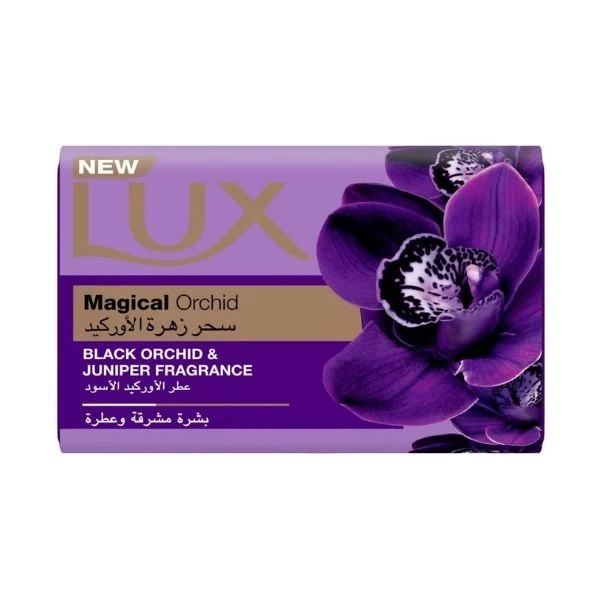 NEW
LUX
Magical Orchid
سحر زهرة الأوركيد
BLACK ORCHID &
JUNIPER FRAGRANCE
عطر الأوركيد الأسود
بشرة مشرقة وعطرة